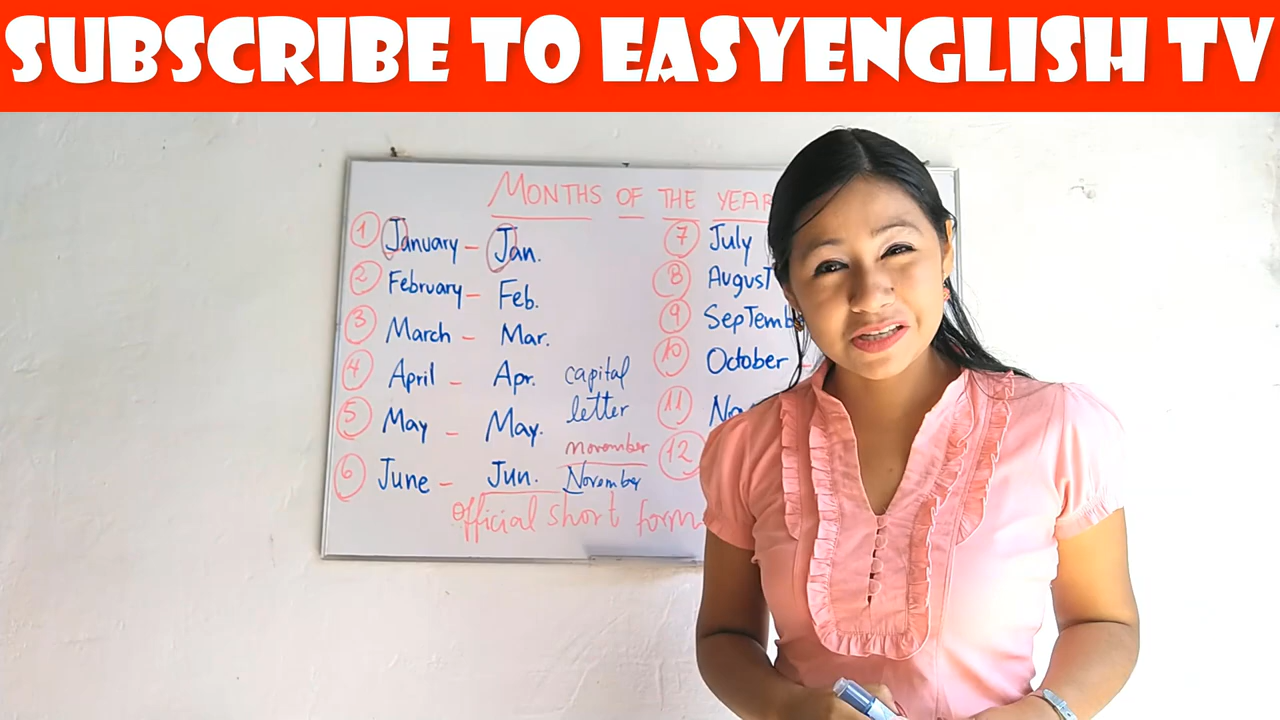 SUBSCRIBE TO EASYENGLISH TV
MONTHS OF THE YEAR
1 January - Jan.
2 February - Feb.
3 March - Mar.
4 April - Apr.
5 May - May.
6 June - Jun.
capital
letter
november
November
official short form
7 July
8 August
9 Septemb
10 October -
11 Nov
12